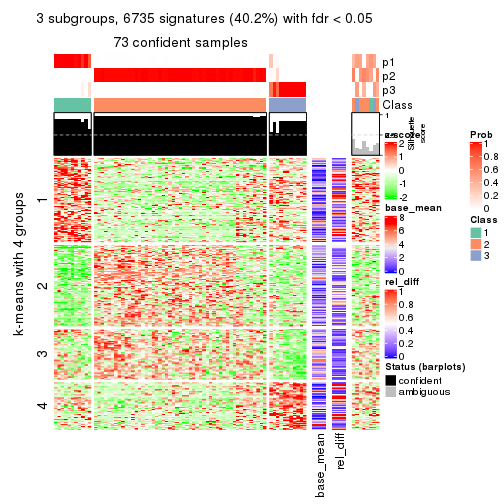 3 subgroups, 6735 signatures (40.2%) with fdr < 0.05
73 confident samples
p1
p2
p3
Class
1
Silhouette
score
z-score
2
1
0
-1
-2
base_mean
8
6
4
2
0
rel_diff
1
0.8
0.6
0.4
0.2
0
Status (barplots)
confident
ambiguous
Prob
1
0.8
0.6
0.4
0.2
0
Class
1
2
3
k-means with 4 groups
1
2
3
4
base_mean
rel_diff